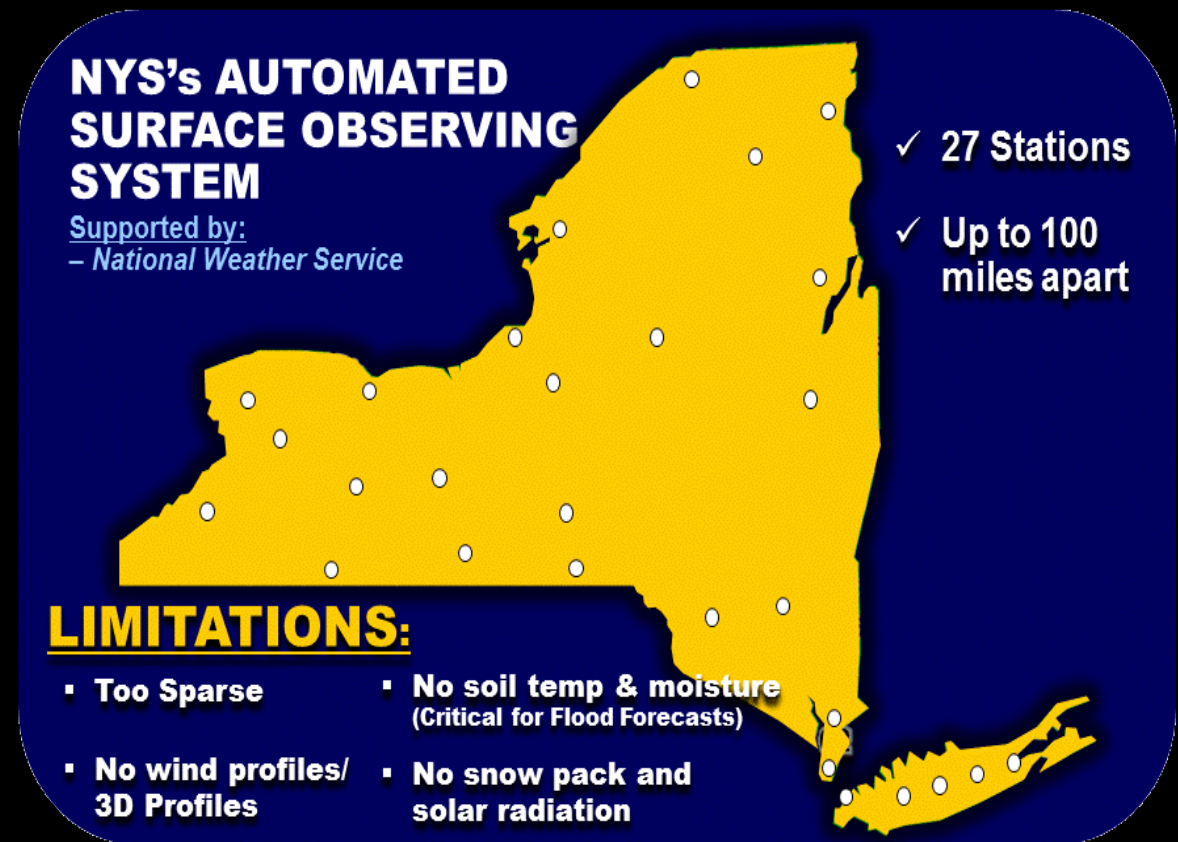 NYS's AUTOMATED
SURFACE OBSERVING
SYSTEM
Supported by:
– National Weather Service
✓ 27 Stations
✓ Up to 100
miles apart
LIMITATIONS:
▪ Too Sparse
▪ No wind profiles/
3D Profiles
▪ No soil temp & moisture
(Critical for Flood Forecasts)
▪ No snow pack and
solar radiation